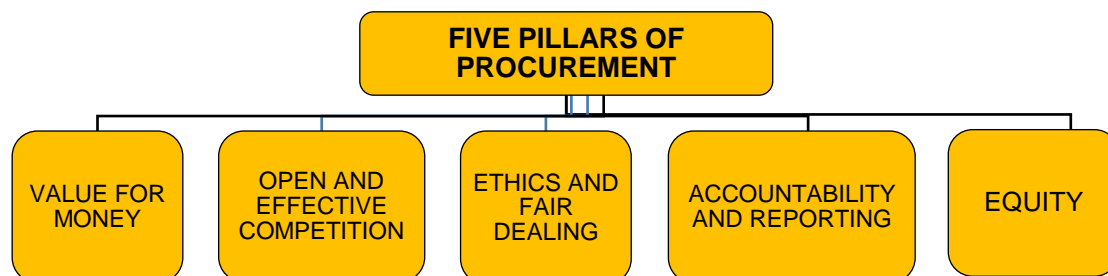 FIVE PILLARS OF
PROCUREMENT
VALUE FOR
MONEY
OPEN AND
EFFECTIVE
COMPETITION
ETHICS AND
FAIR
DEALING
ACCOUNTABILITY
AND REPORTING
EQUITY